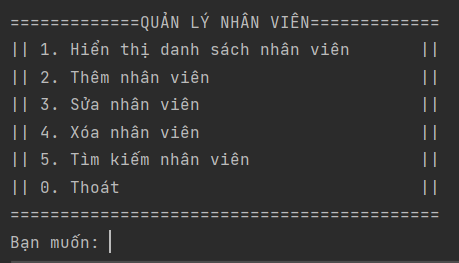 =============QUẢN LÝ NHÂN VIÊN=============
|| 1. Hiển thị danh sách nhân viên       ||
|| 2. Thêm nhân viên                     ||
|| 3. Sửa nhân viên                      ||
|| 4. Xóa nhân viên                      ||
|| 5. Tìm kiếm nhân viên                 ||
|| 0. Thoát                              ||
===========================================
Bạn muốn: